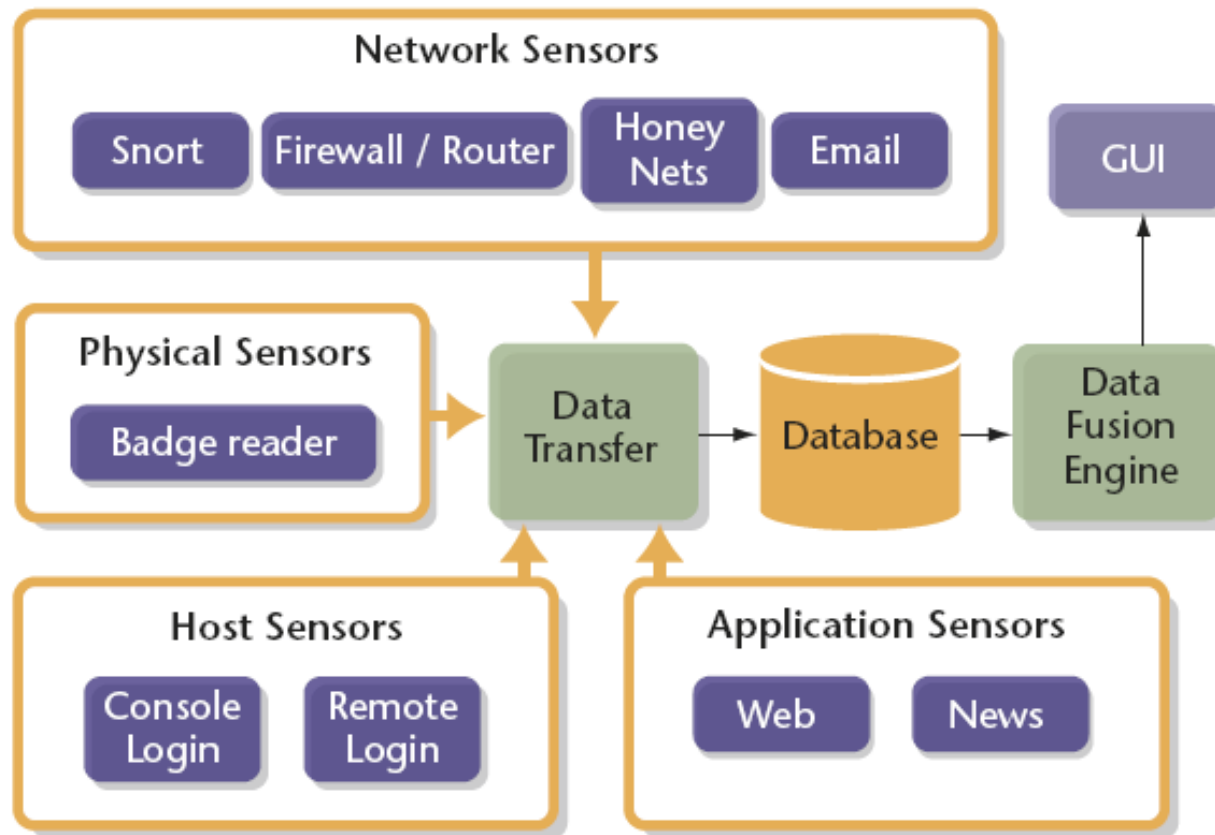 Network Sensors
Snort
Firewall / Router
Honey
Nets
Email
GUI
Physical Sensors
Badge reader
Data
Transfer
Database
Data
Fusion
Engine
Host Sensors
Console
Login
Remote
Login
Application Sensors
Web
News